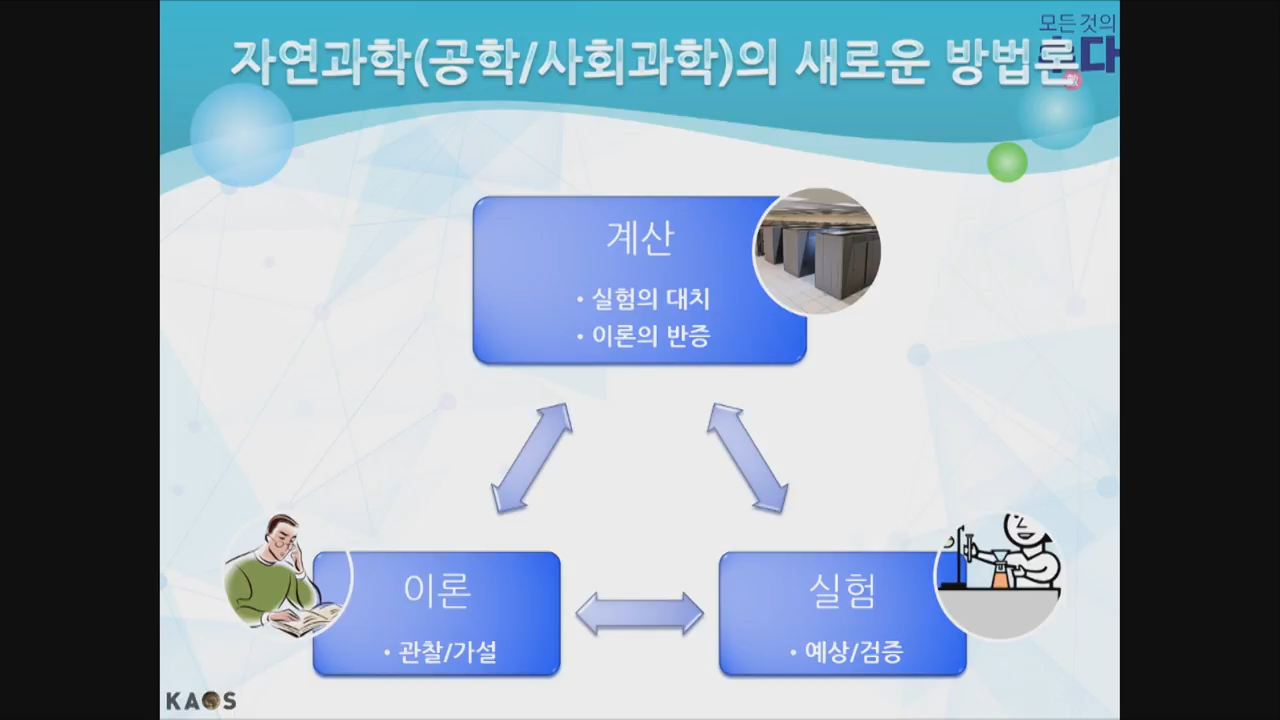 모든 것의
자연과학(공학/사회과학)의 새로운 방법론
계산
• 실험의 대치
• 이론의 반증
이론
• 관찰/가설
실험
• 예상/검증
KAOS